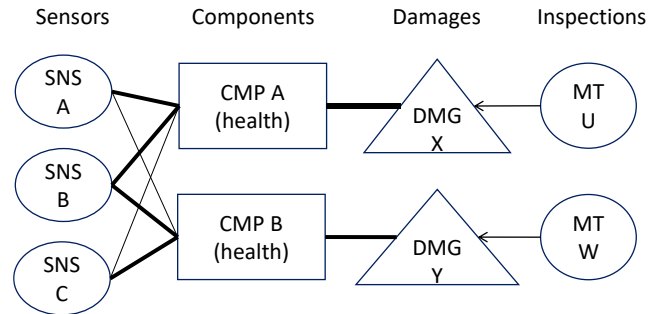 Sensors Components Damages Inspections
SNS
A
CMP A
(health)
DMG
X
MT
U
SNS
B
CMP B
(health)
DMG
Y
MT
W
SNS
C